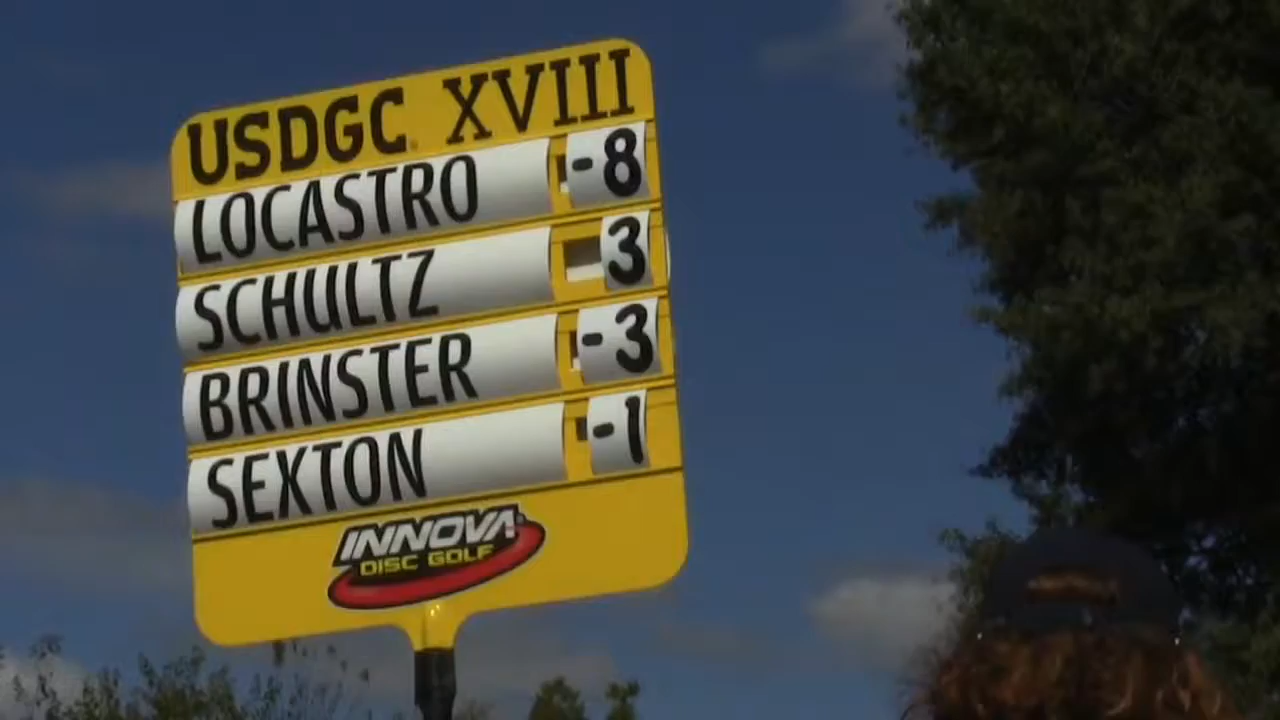 USDGC XVIII
LOCASTRO -8
SCHULTZ 3
BRINSTER -3
SEXTON -1
INNOVA
DISC GOLF